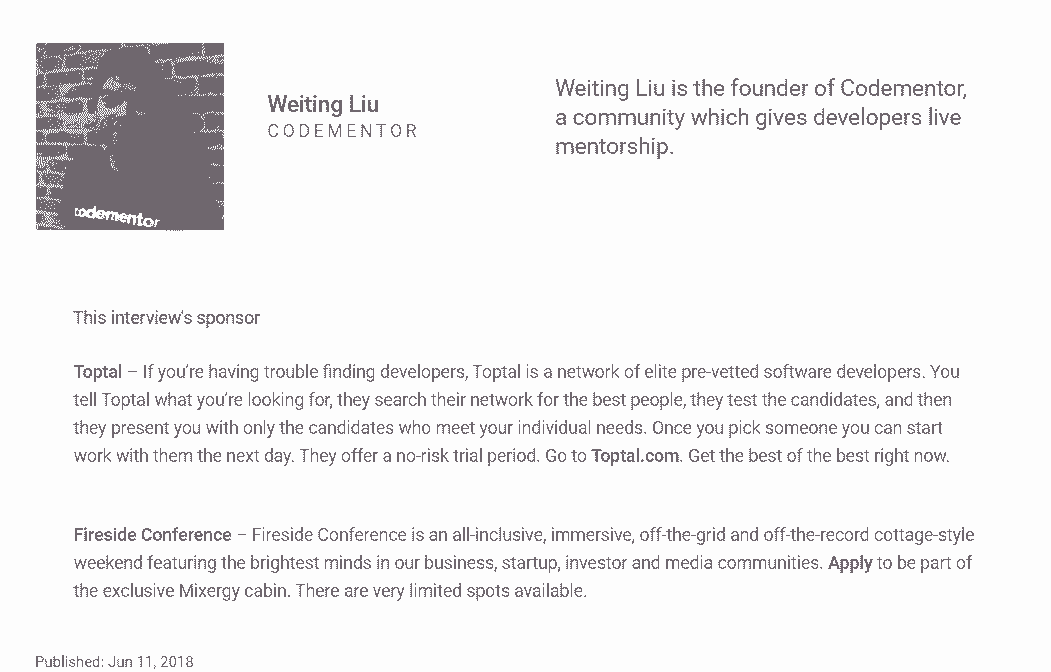 codementor
Weiting Liu
CODEMENTOR
Weiting Liu is the founder of Codementor,
a community which gives developers live
mentorship.
This interview's sponsor
Toptal – If you're having trouble finding developers, Toptal is a network of elite pre-vetted software developers. You
tell Toptal what you're looking for, they search their network for the best people, they test the candidates, and then
they present you with only the candidates who meet your individual needs. Once you pick someone you can start
work with them the next day. They offer a no-risk trial period. Go to Toptal.com. Get the best of the best right now.
Fireside Conference – Fireside Conference is an all-inclusive, immersive, off-the-grid and off-the-record cottage-style
weekend featuring the brightest minds in our business, startup, investor and media communities. Apply to be part of
the exclusive Mixergy cabin. There are very limited spots available.
Published: Jun 11, 2018